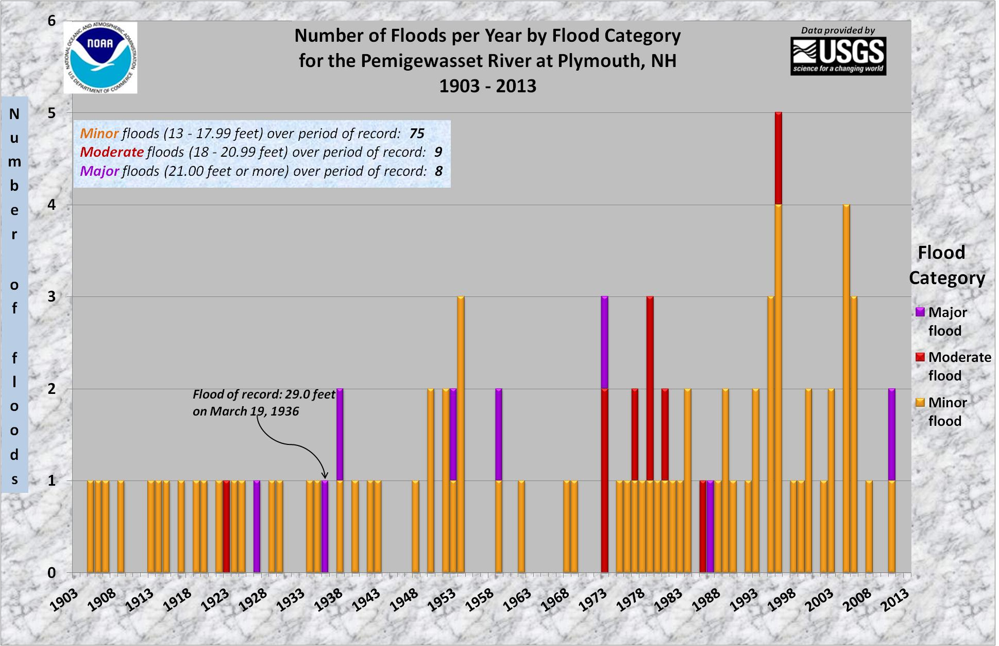 Number of Floods per Year by Flood Category
for the Pemigewasset River at Plymouth, NH
1903 - 2013
NATIONAL OCEANIC AND ATMOSPHERIC ADMINISTRATION
NOAA
U.S. DEPARTMENT OF COMMERCE
Data provided by
USGS
science for a changing world
Minor floods (13 - 17.99 feet) over period of record: 75
Moderate floods (18 - 20.99 feet) over period of record: 9
Major floods (21.00 feet or more) over period of record: 8
Number of floods
6
5
4
3
2
1
0
Flood of record: 29.0 feet
on March 19, 1936
Flood
Category
Major
flood
Moderate
flood
Minor
flood
1903 1908 1913 1918 1923 1928 1933 1938 1943 1948 1953 1958 1963 1968 1973 1978 1983 1988 1993 1998 2003 2008 2013